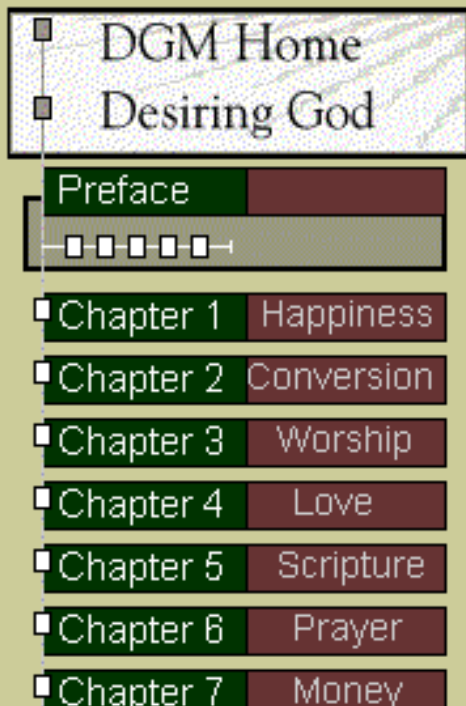 DGM Home
Desiring God
Preface
Chapter 1 Happiness
Chapter 2 Conversion
Chapter 3 Worship
Chapter 4 Love
Chapter 5 Scripture
Chapter 6 Prayer
Chapter 7 Money